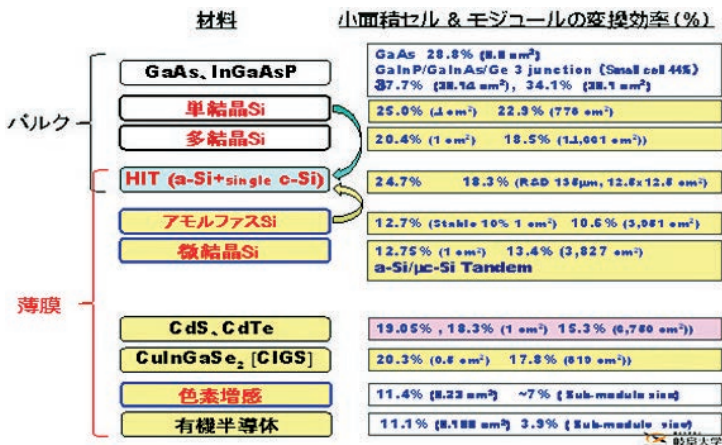 材料 小面積セル & モジュールの変換効率(%)
GaAs 28.8%
GaAs、InGaAsP GaInP/GaInAs/Ge 3 junction (Small cell 44%)
37.7% 34.1%
バルク
単結晶Si 25.0% 22.9%
多結晶Si 20.4% (1 cm²) 18.5%
HIT (a-Si+single c-Si) 24.7% 18.3%
アモルファスSi 12.7% (Stable 10% 1 cm²) 10.6%
微結晶Si 12.75% (1 cm²) 13.4% (3,827 cm²)
a-Si/μc-Si Tandem
薄膜
CdS、CdTe 19.05% , 18.3% (1 cm²) 15.3%
CuInGaSe₂ [CIGS] 20.3% 17.8%
色素増感 11.4% ~7% (Sub-module size)
有機半導体 11.1% 3.9% (Sub-module size)
岐阜大学